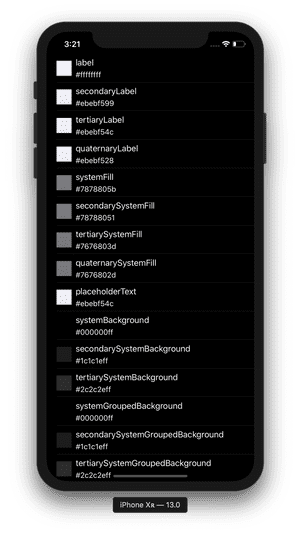 3:21
label
#ffffffff
secondaryLabel
#ebebf599
tertiaryLabel
#ebebf54c
quaternaryLabel
#ebebf528
systemFill
#7878805b
secondarySystemFill
#78788051
tertiarySystemFill
#7676803d
quaternarySystemFill
#7676802d
placeholderText
#ebebf54c
systemBackground
#000000ff
secondarySystemBackground
#1c1c1eff
tertiarySystemBackground
#2c2c2eff
systemGroupedBackground
#000000ff
secondarySystemGroupedBackground
#1c1c1eff
tertiarySystemGroupedBackground
#2c2c2eff
iPhone Xʀ — 13.0